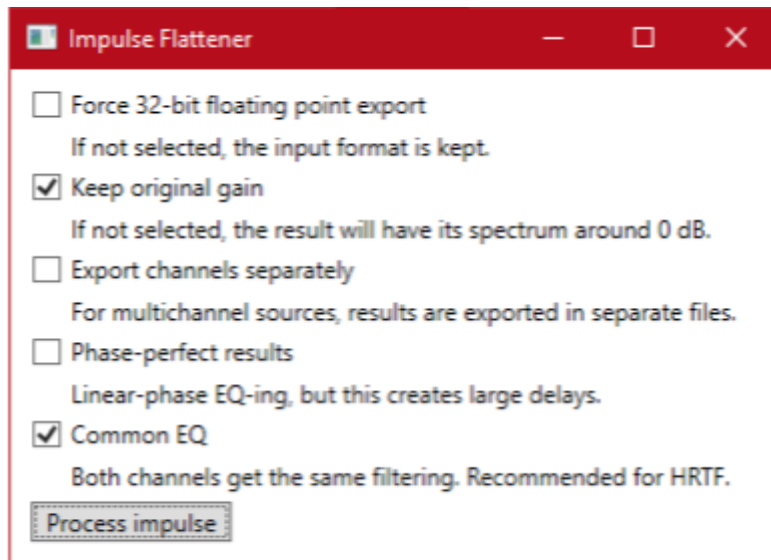 Impulse Flattener
Force 32-bit floating point export
If not selected, the input format is kept.
Keep original gain
If not selected, the result will have its spectrum around 0 dB.
Export channels separately
For multichannel sources, results are exported in separate files.
Phase-perfect results
Linear-phase EQ-ing, but this creates large delays.
Common EQ
Both channels get the same filtering. Recommended for HRTF.
Process impulse